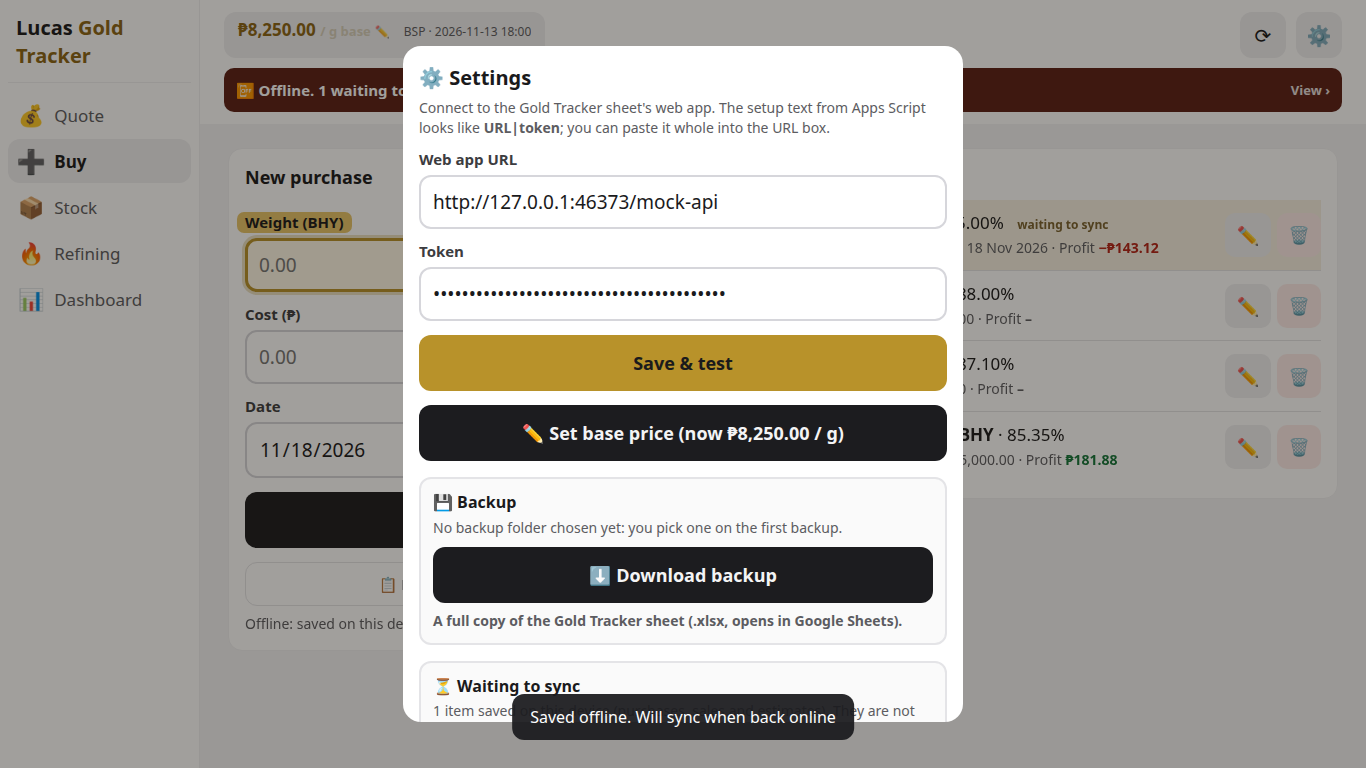 Lucas Gold
Tracker
Quote
Buy
Stock
Refining
Dashboard
₱8,250.00 / g base BSP · 2026-11-13 18:00
Offline. 1 waiting to
View ›
New purchase
Weight (BHY)
0.00
Cost (₱)
0.00
Date
11/18/2026
Offline: saved on this de
Settings
Connect to the Gold Tracker sheet's web app. The setup text from Apps Script
looks like URL|token; you can paste it whole into the URL box.
Web app URL
http://127.0.0.1:46373/mock-api
Token
••••••••••••••••••••••••••••••••••••••••
Save & test
Set base price (now ₱8,250.00 / g)
Backup
No backup folder chosen yet: you pick one on the first backup.
Download backup
A full copy of the Gold Tracker sheet (.xlsx, opens in Google Sheets).
Waiting to sync
1 item saved
They are not
Saved offline. Will sync when back online
.00% waiting to sync
18 Nov 2026 · Profit −₱143.12
8.00%
00 · Profit –
7.10%
· Profit –
BHY · 85.35%
,000.00 · Profit ₱181.88